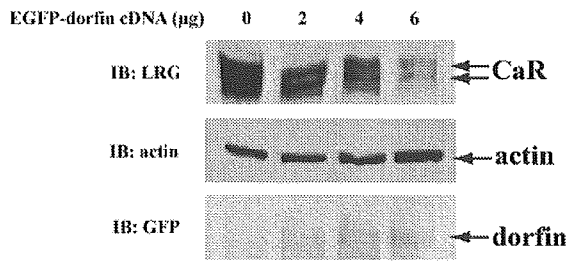 EGFP-dorfin cDNA (µg) 0 2 4 6
IB: LRG CaR
IB: actin actin
IB: GFP dorfin